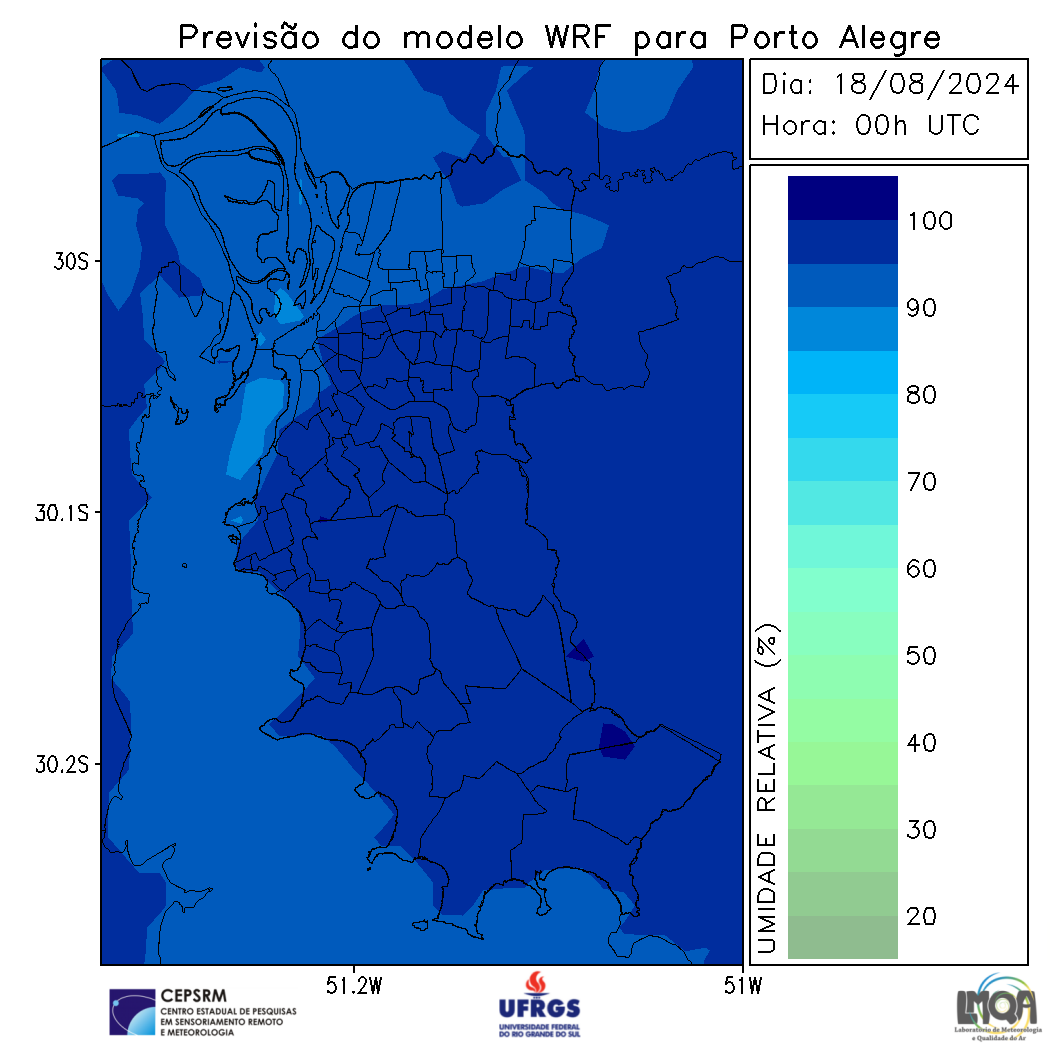 Previsão do modelo WRF para Porto Alegre
Dia: 18/08/2024
Hora: 00h UTC
100
90
80
70
60
50
40
30
20
UMIDADE RELATIVA (%)
30S
30.1S
30.2S
51.2W
51W
CEPSRM
CENTRO ESTADUAL DE PESQUISAS
EM SENSORIAMENTO REMOTO
E METEOROLOGIA
UFRGS
UNIVERSIDADE FEDERAL
DO RIO GRANDE DO SUL
LMQA
Laboratório de Meteorologia
e Qualidade do Ar